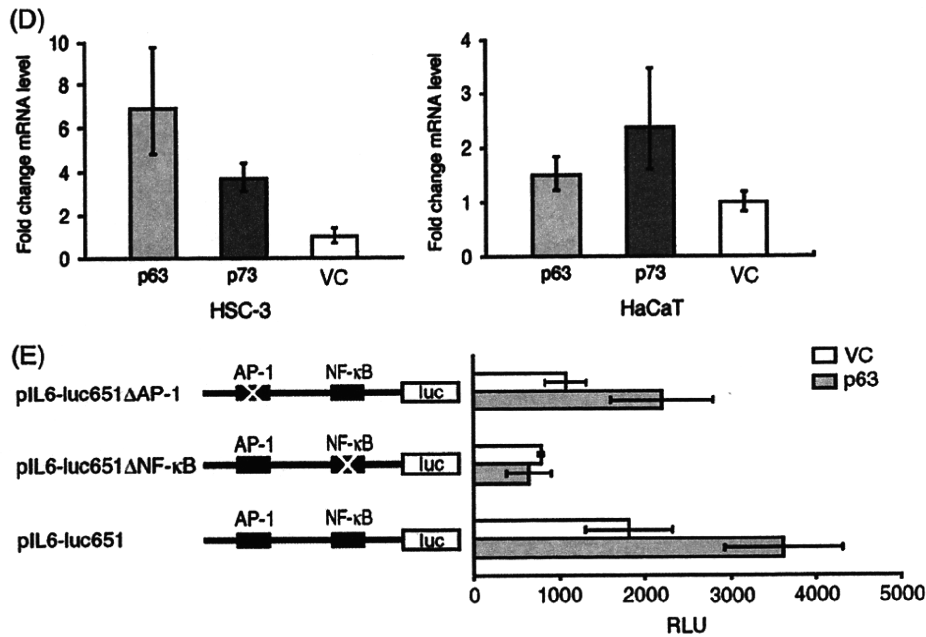 (D)
Fold change mRNA level
10
8
6
4
2
0
p63 p73 VC
HSC-3
Fold change mRNA level
4
3
2
1
0
p63 p73 VC
HaCaT
(E)
VC
p63
pIL6-luc651ΔAP-1
AP-1 NF-κB
luc
pIL6-luc651ΔNF-κB
AP-1 NF-κB
luc
pIL6-luc651
AP-1 NF-κB
luc
0 1000 2000 3000 4000 5000
RLU